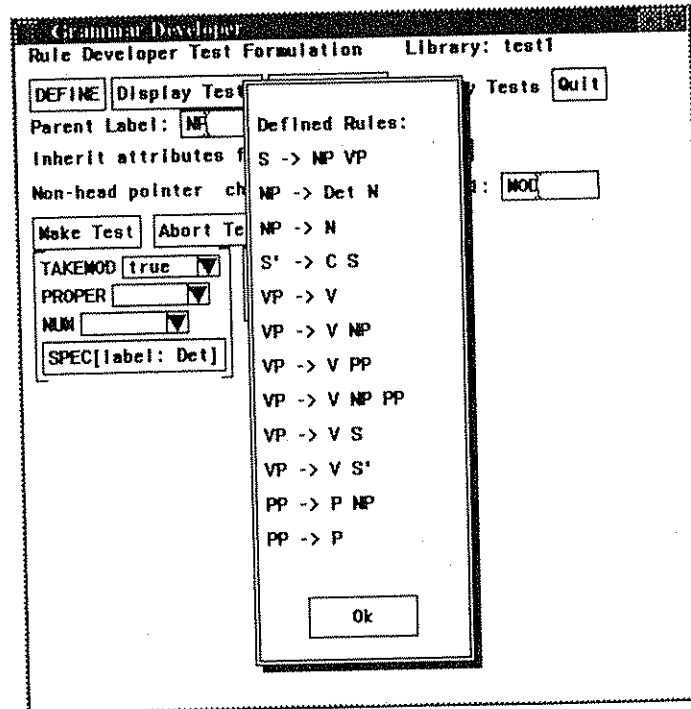 Grammar Developer
Rule Developer Test Formulation Library: test1
DEFINE Display Test y Tests Quit
Parent Label: NP
Inherit attributes f
Non-head pointer ch : MOD
Make Test Abort Te
TAKEMOD true
PROPER
NUM
SPEC[label: Det]
Defined Rules:
S -> NP VP
NP -> Det N
NP -> N
S' -> C S
VP -> V
VP -> V NP
VP -> V PP
VP -> V NP PP
VP -> V S
VP -> V S'
PP -> P NP
PP -> P
Ok